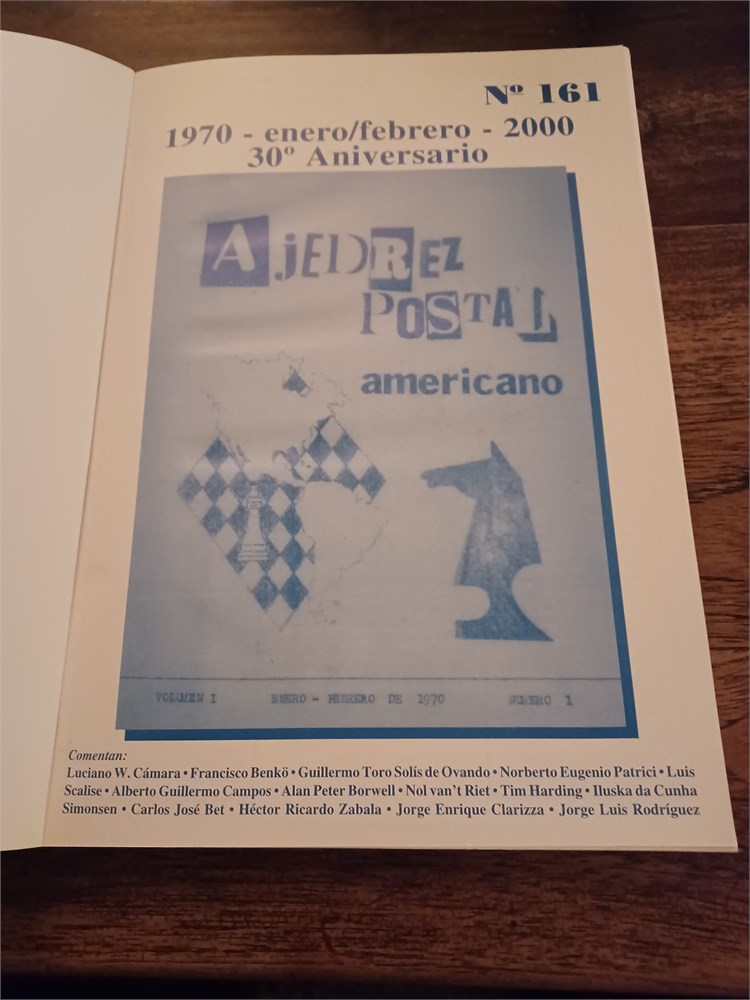 Nº 161
1970 - enero/febrero - 2000
30º Aniversario
AJEDREZ
POSTAL
americano
VOLUMEN I ENERO - FEBRERO DE 1970 NUMERO 1
Comentan:
Luciano W. Cámara • Francisco Benkö • Guillermo Toro Solís de Ovando • Norberto Eugenio Patrici • Luis
Scalise • Alberto Guillermo Campos • Alan Peter Borwell • Nol van't Riet • Tim Harding • Iluska da Cunha
Simonsen • Carlos José Bet • Héctor Ricardo Zabala • Jorge Enrique Clarizza • Jorge Luis Rodríguez